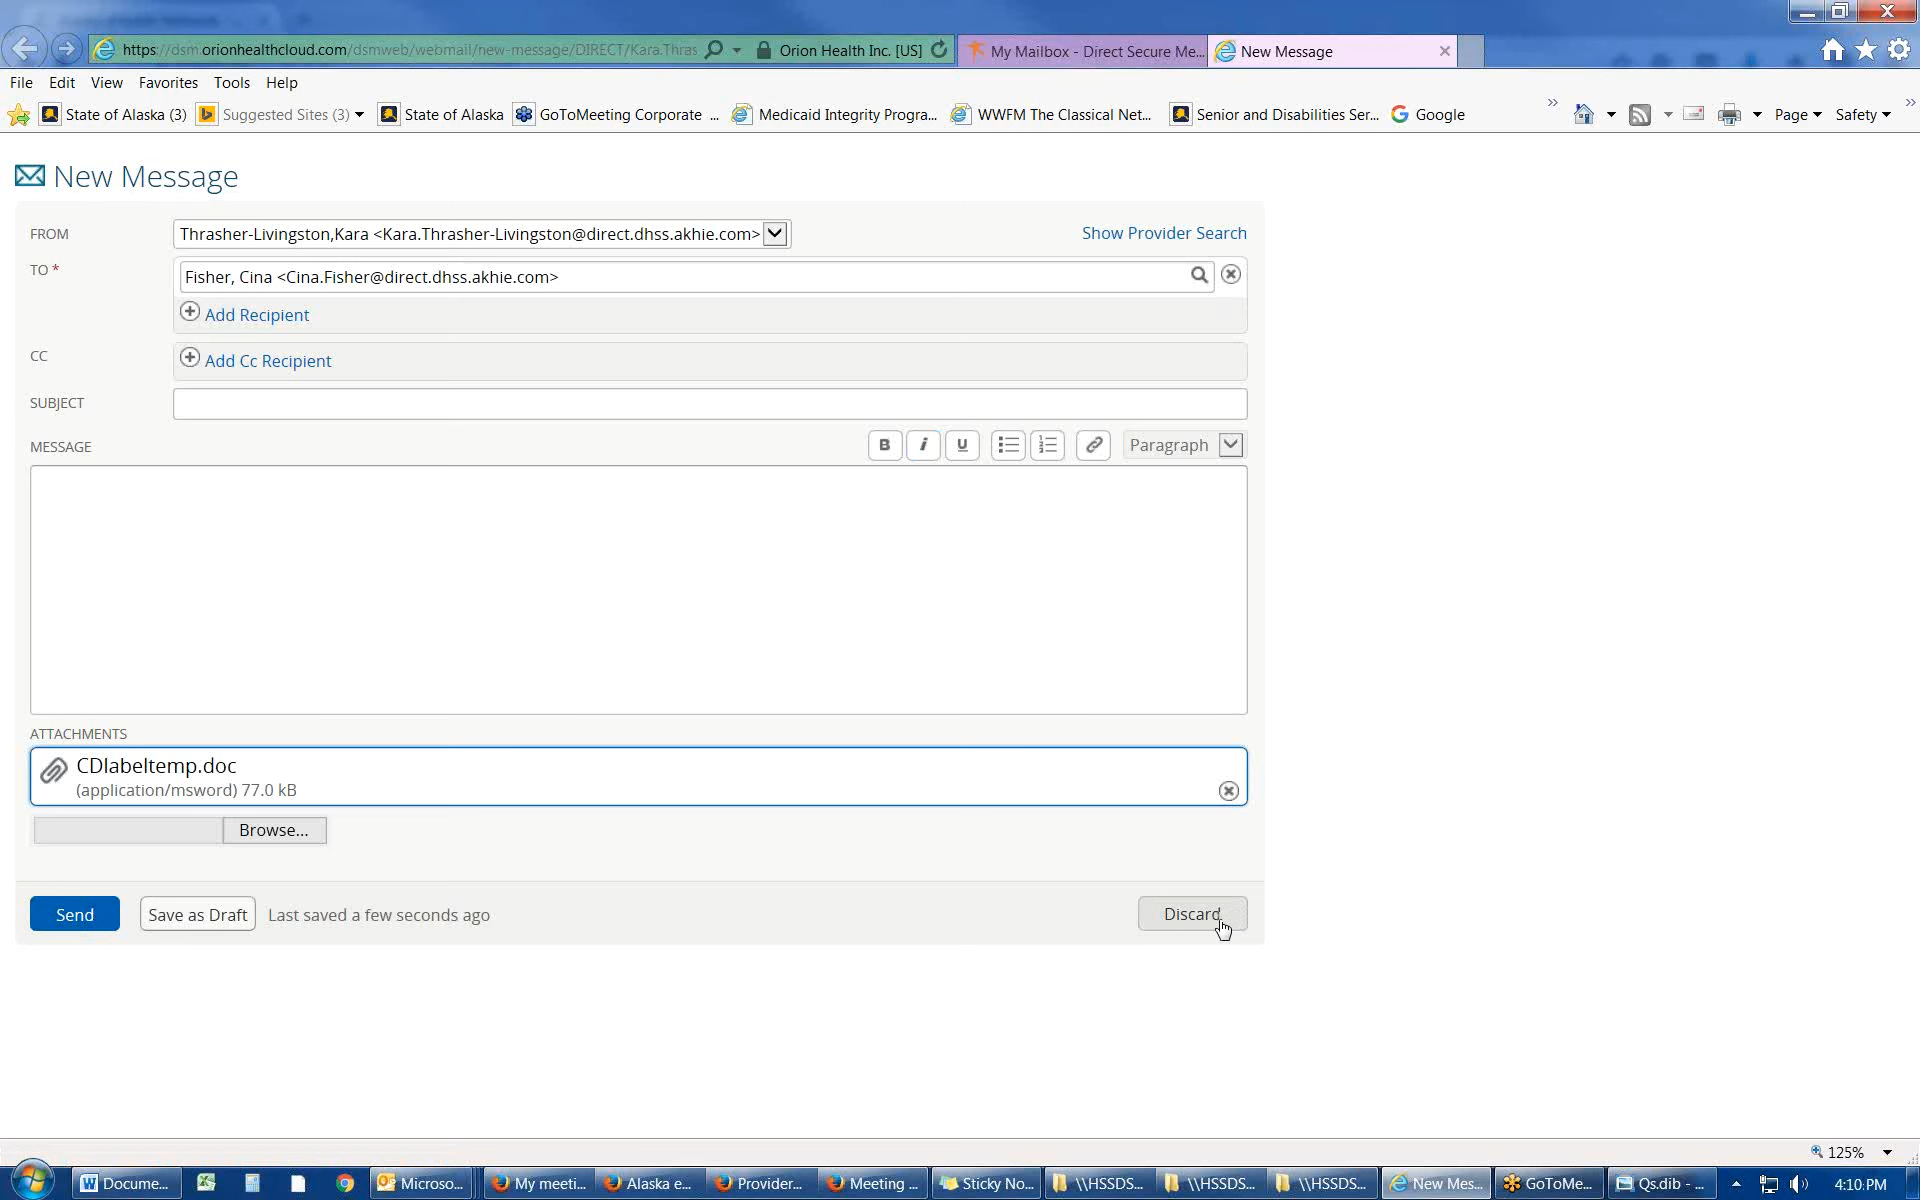 https://dsm.orionhealthcloud.com/dsmweb/webmail/new-message/DIRECT/Kara.Thras Orion Health Inc. [US] My Mailbox - Direct Secure Me... New Message
File Edit View Favorites Tools Help
State of Alaska (3) Suggested Sites (3) State of Alaska GoToMeeting Corporate ... Medicaid Integrity Progra... WWFM The Classical Net... Senior and Disabilities Ser... Google Page Safety
New Message
FROM Thrasher-Livingston,Kara <Kara.Thrasher-Livingston@direct.dhss.akhie.com> Show Provider Search
TO * Fisher, Cina <Cina.Fisher@direct.dhss.akhie.com>
Add Recipient
CC Add Cc Recipient
SUBJECT
MESSAGE B i U Paragraph
ATTACHMENTS
CDlabeltemp.doc
(application/msword) 77.0 kB
Browse...
Send Save as Draft Last saved a few seconds ago Discard
125%
Docume... Microso... My meeti... Alaska e... Provider... Meeting ... Sticky No... \\HSSDS... \\HSSDS... \\HSSDS... New Mes... GoToMe... Qs.dib - ... 4:10 PM